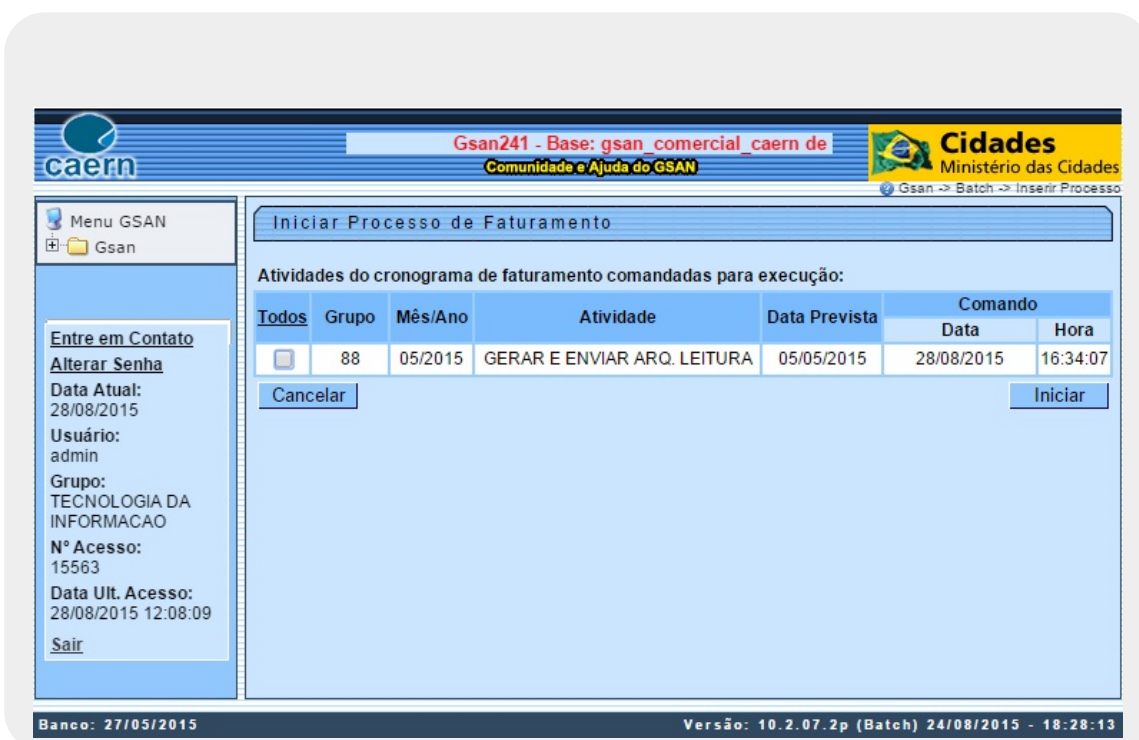 caern
Gsan241 - Base: gsan_comercial_caern de
Comunidade e Ajuda do GSAN
Cidades
Ministério das Cidades
Gsan -> Batch -> Inserir Processo
Menu GSAN
Gsan
Entre em Contato
Alterar Senha
Data Atual:
28/08/2015
Usuário:
admin
Grupo:
TECNOLOGIA DA
INFORMACAO
Nº Acesso:
15563
Data Ult. Acesso:
28/08/2015 12:08:09
Sair
Iniciar Processo de Faturamento
Atividades do cronograma de faturamento comandadas para execução:
Todos Grupo Mês/Ano Atividade Data Prevista Comando
Data Hora
88 05/2015 GERAR E ENVIAR ARQ. LEITURA 05/05/2015 28/08/2015 16:34:07
Cancelar Iniciar
Banco: 27/05/2015 Versão: 10.2.07.2p (Batch) 24/08/2015 - 18:28:13